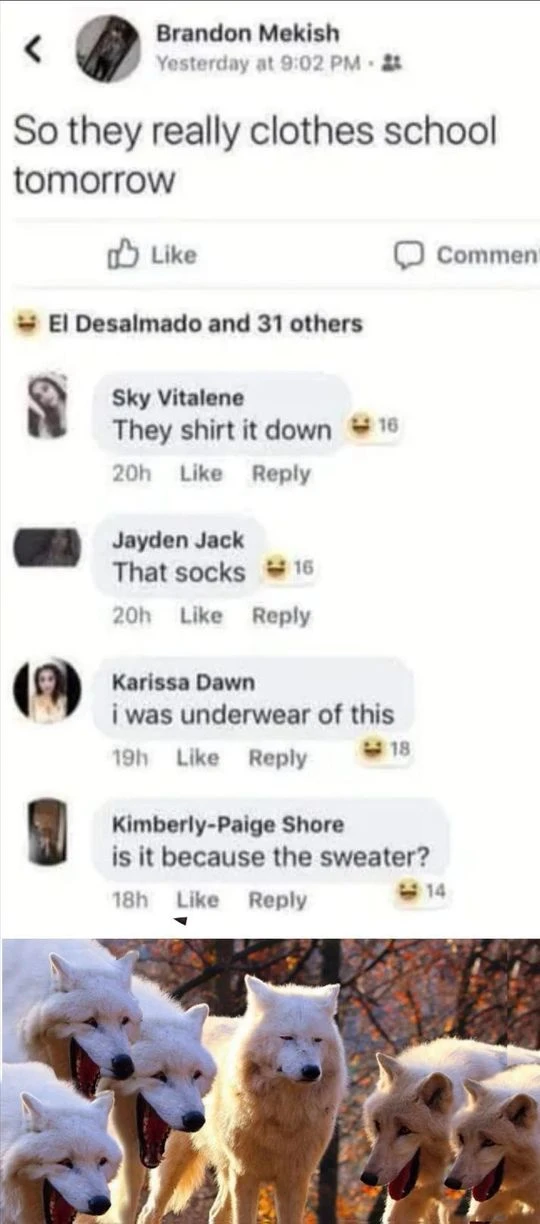 Brandon Mekish
Yesterday at 9:02 PM ·
So they really clothes school
tomorrow
Like
Commen
El Desalmado and 31 others
Sky Vitalene
They shirt it down
16
20h Like Reply
Jayden Jack
That socks
16
20h Like Reply
Karissa Dawn
i was underwear of this
19h Like Reply
18
Kimberly-Paige Shore
is it because the sweater?
18h Like Reply
14